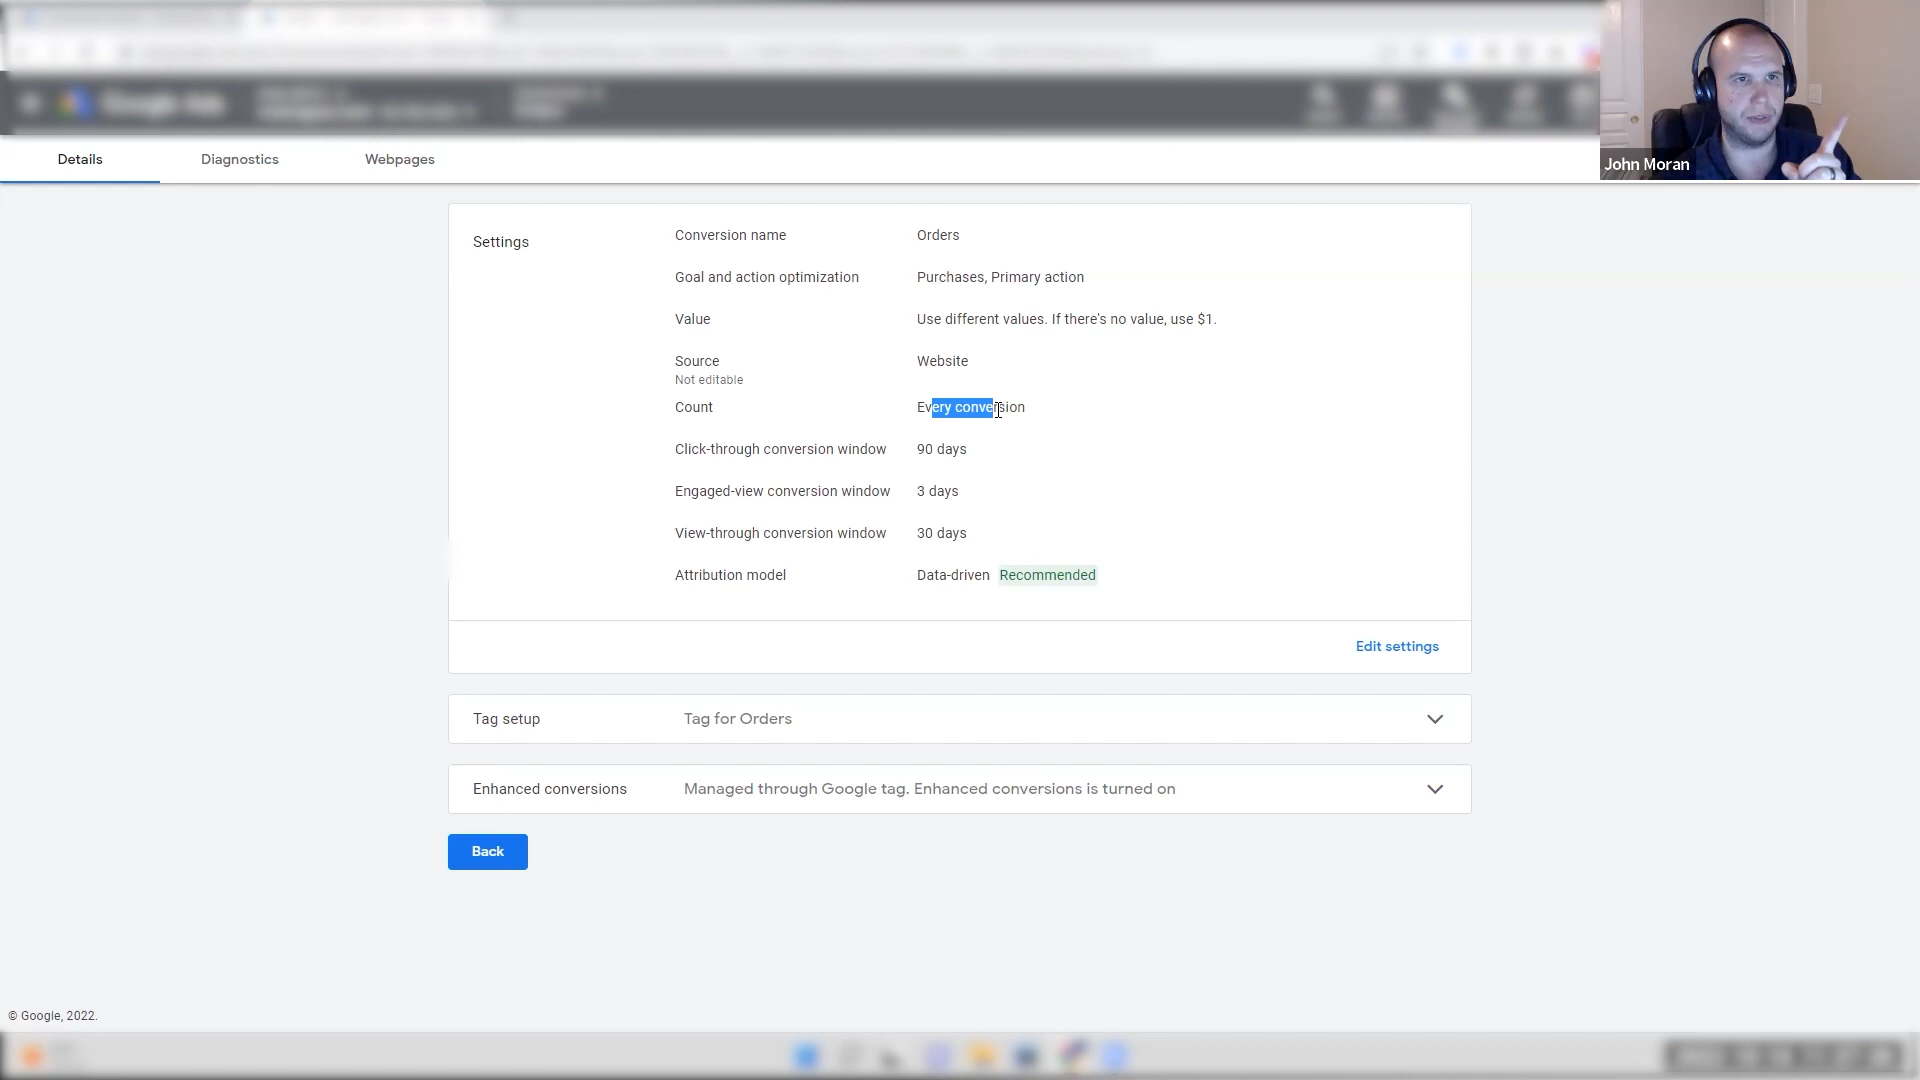 Google Ads
John Moran
Details
Diagnostics
Webpages
Settings
Conversion name Orders
Goal and action optimization Purchases, Primary action
Value Use different values. If there's no value, use $1.
Source Website
Not editable
Count Every conversion
Click-through conversion window 90 days
Engaged-view conversion window 3 days
View-through conversion window 30 days
Attribution model Data-driven Recommended
Edit settings
Tag setup Tag for Orders
Enhanced conversions Managed through Google tag. Enhanced conversions is turned on
Back
© Google, 2022.